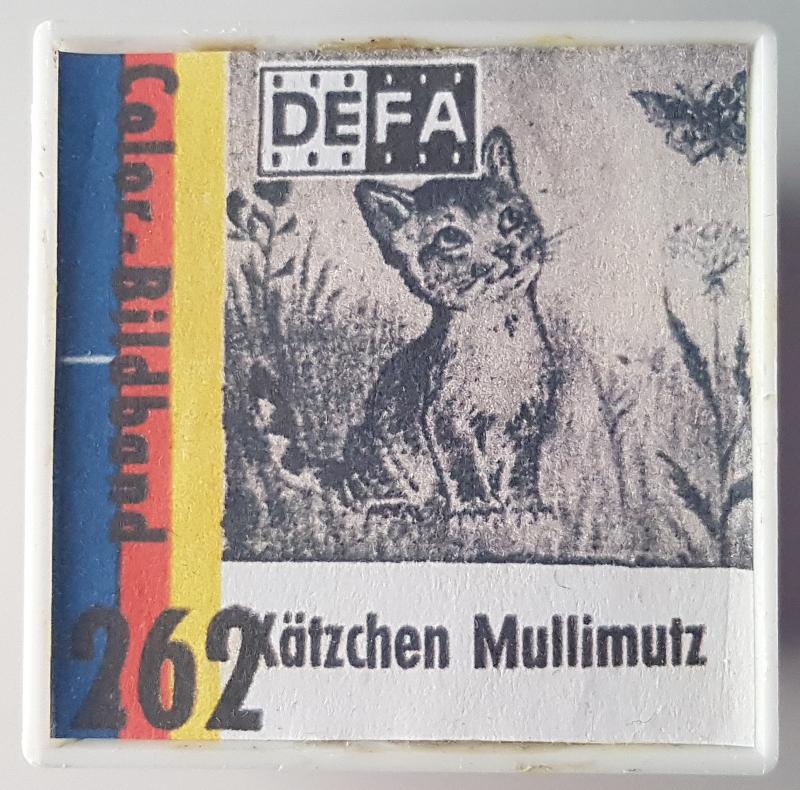 DEFA
Color-Bildband
262
Kätzchen Mullimutz